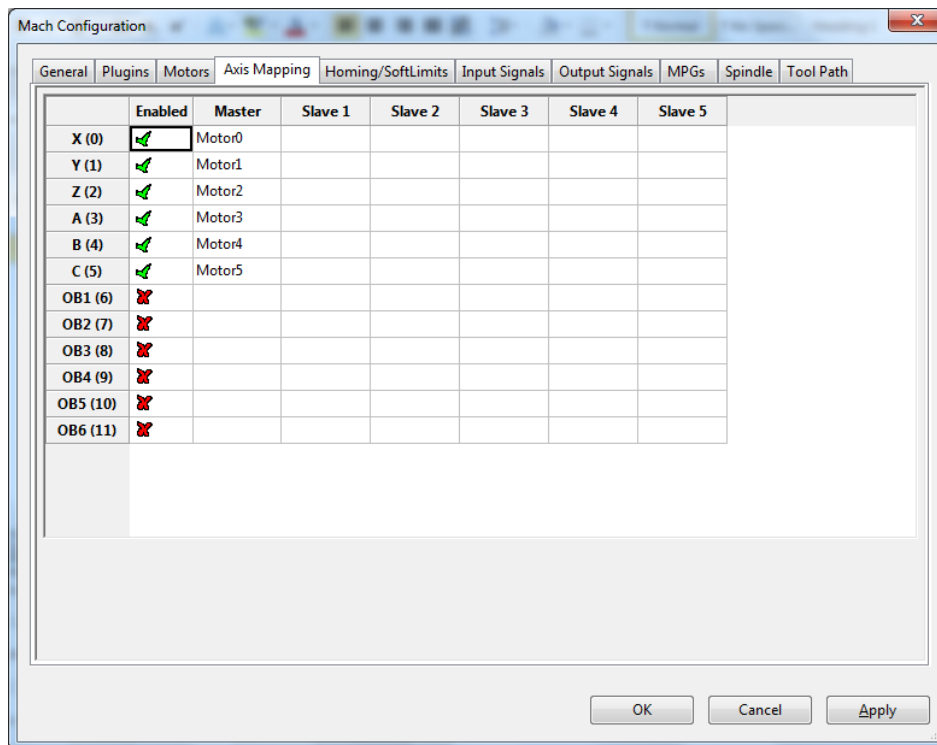 Mach Configuration
General Plugins Motors Axis Mapping Homing/SoftLimits Input Signals Output Signals MPGs Spindle Tool Path
Enabled Master Slave 1 Slave 2 Slave 3 Slave 4 Slave 5
X (0) Motor0
Y (1) Motor1
Z (2) Motor2
A (3) Motor3
B (4) Motor4
C (5) Motor5
OB1 (6)
OB2 (7)
OB3 (8)
OB4 (9)
OB5 (10)
OB6 (11)
OK Cancel Apply